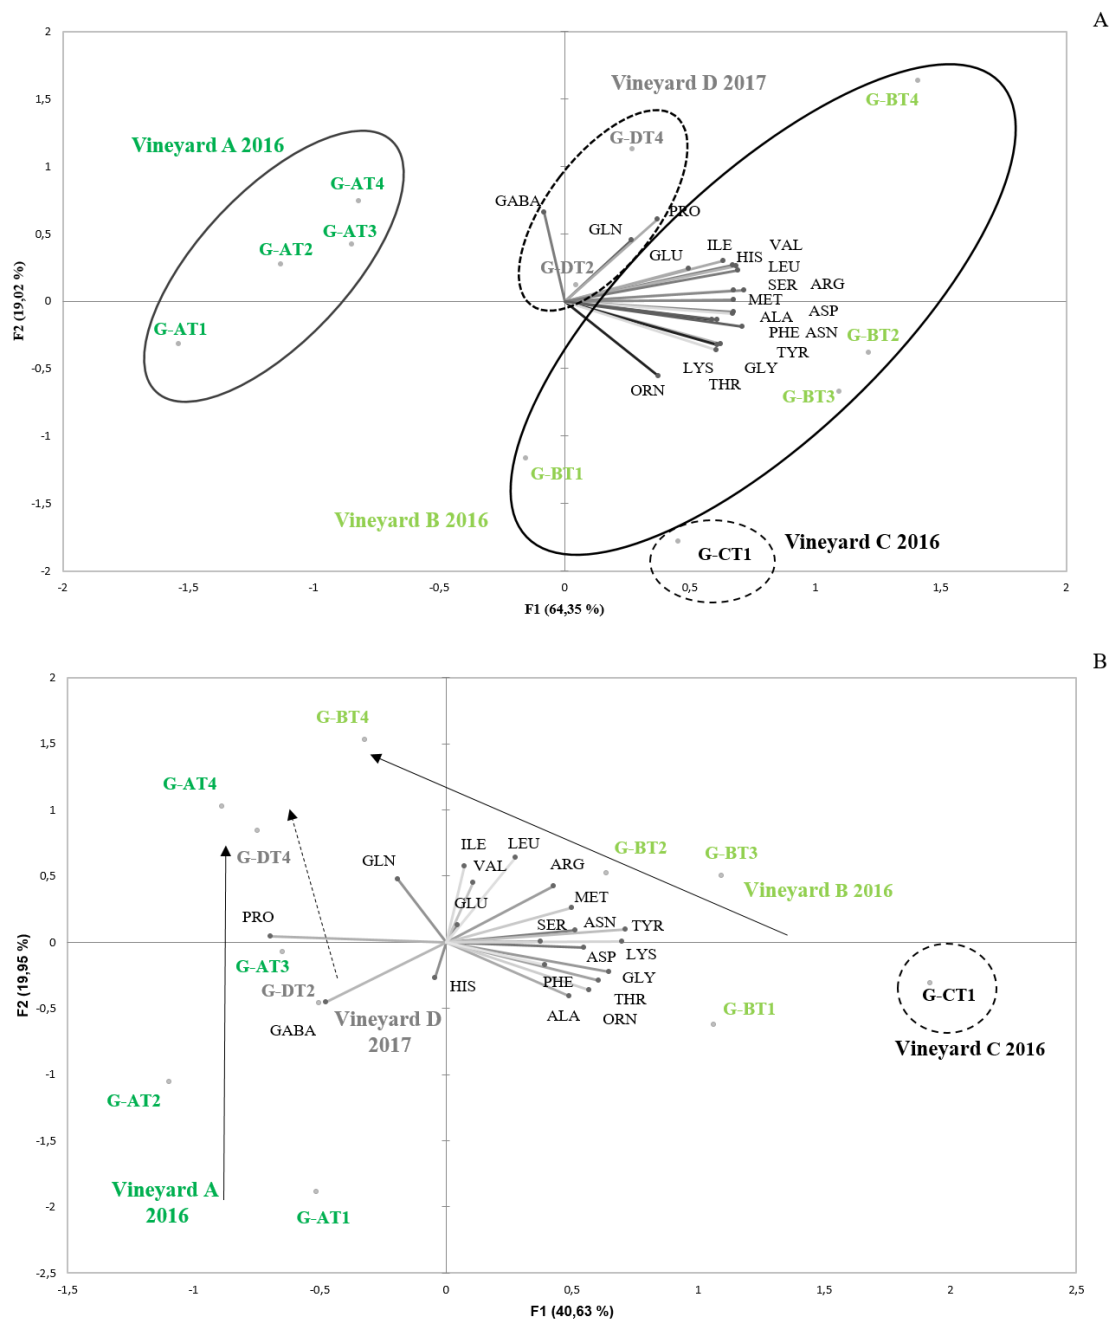 A
2
Vineyard D 2017
G-BT4
1,5
Vineyard A 2016
G-DT4
1
G-AT4
GABA
PRO
G-AT3
GLN
0,5
G-AT2
ILE
VAL
GLU
HIS
LEU
G-DT2
SER
ARG
MET
0
G-AT1
ALA
ASP
PHE
ASN
G-BT2
TYR
-0,5
LYS
GLY
ORN
THR
G-BT3
-1
G-BT1
-1,5
Vineyard B 2016
Vineyard C 2016
G-CT1
-2
-2
-1,5
-1
-0,5
0
0,5
1
1,5
2
F1 (64,35 %)
F2 (19,02 %)
B
2
G-BT4
1,5
G-AT4
1
G-DT4
ILE
LEU
G-BT2
G-BT3
GLN
VAL
ARG
0,5
Vineyard B 2016
GLU
MET
PRO
SER
ASN
TYR
0
G-AT3
ASP
LYS
G-DT2
HIS
PHE
GLY
G-CT1
-0,5
GABA
Vineyard D
2017
ALA
THR
ORN
G-BT1
Vineyard C 2016
-1
G-AT2
-1,5
Vineyard A
2016
G-AT1
-2
-2,5
-1,5
-1
-0,5
0
0,5
1
1,5
2
2,5
F1 (40,63 %)
F2 (19,95 %)